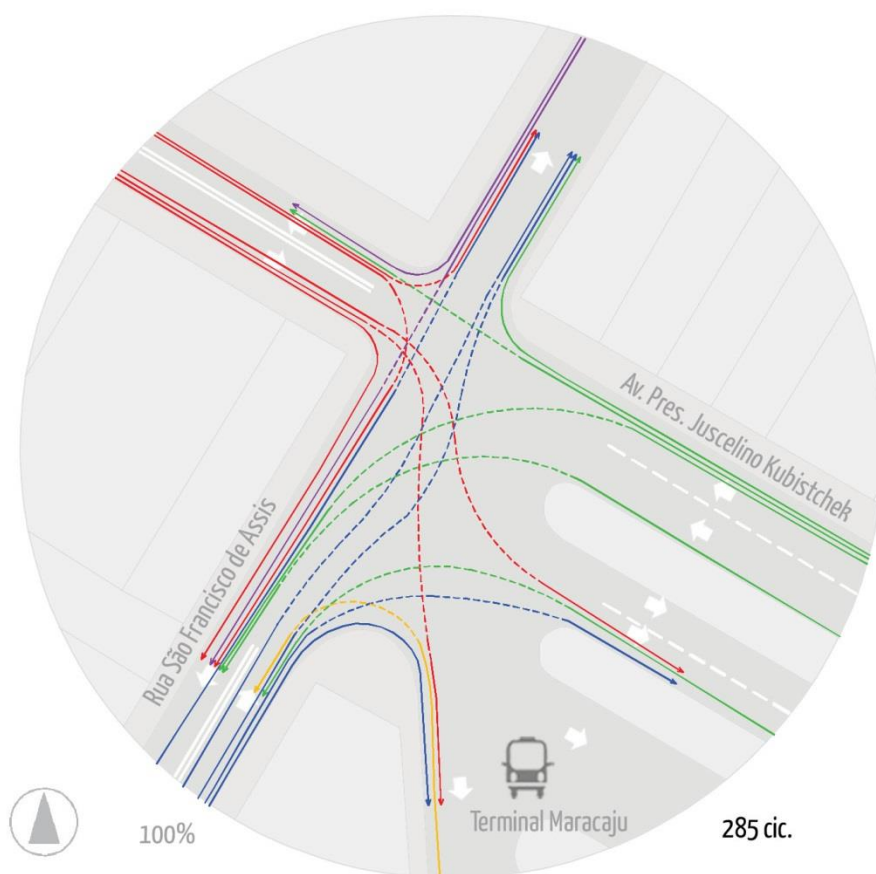 Av. Pres. Juscelino Kubistchek
Rua São Francisco de Assis
100%
Terminal Maracaju
285 cic.